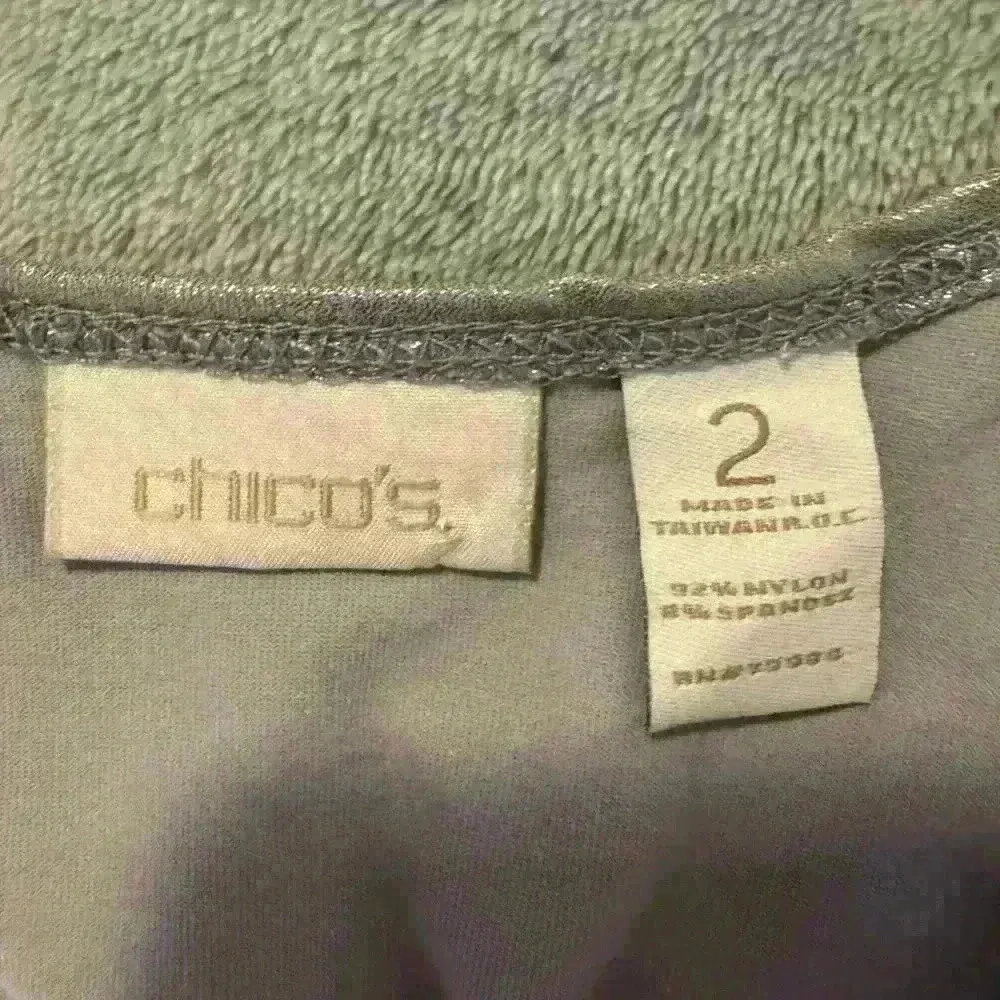 chico's.
2
MADE IN
TAIWAN R.O.C
92% NYLON
8% SPANDEX